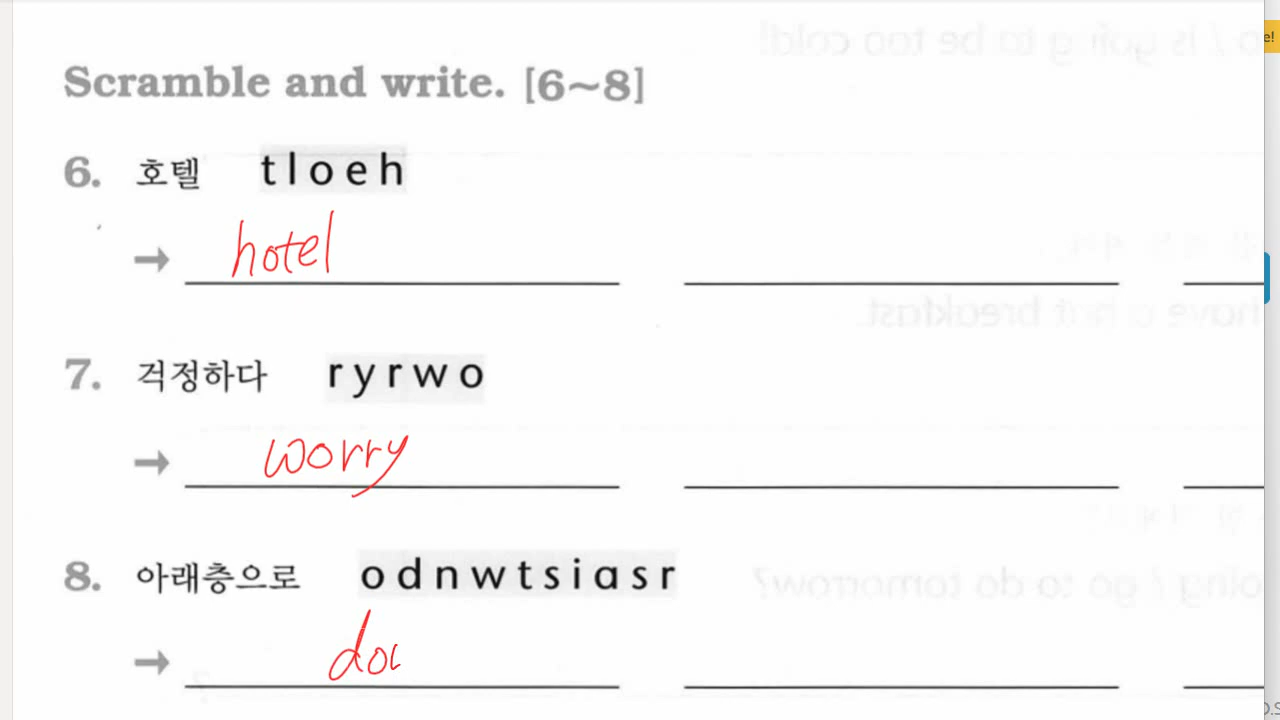 Scramble and write. [6~8]
6. 호텔 t l o e h
→ hotel
7. 걱정하다 r y r w o
→ worry
8. 아래층으로 o d n w t s i a s r
→ do